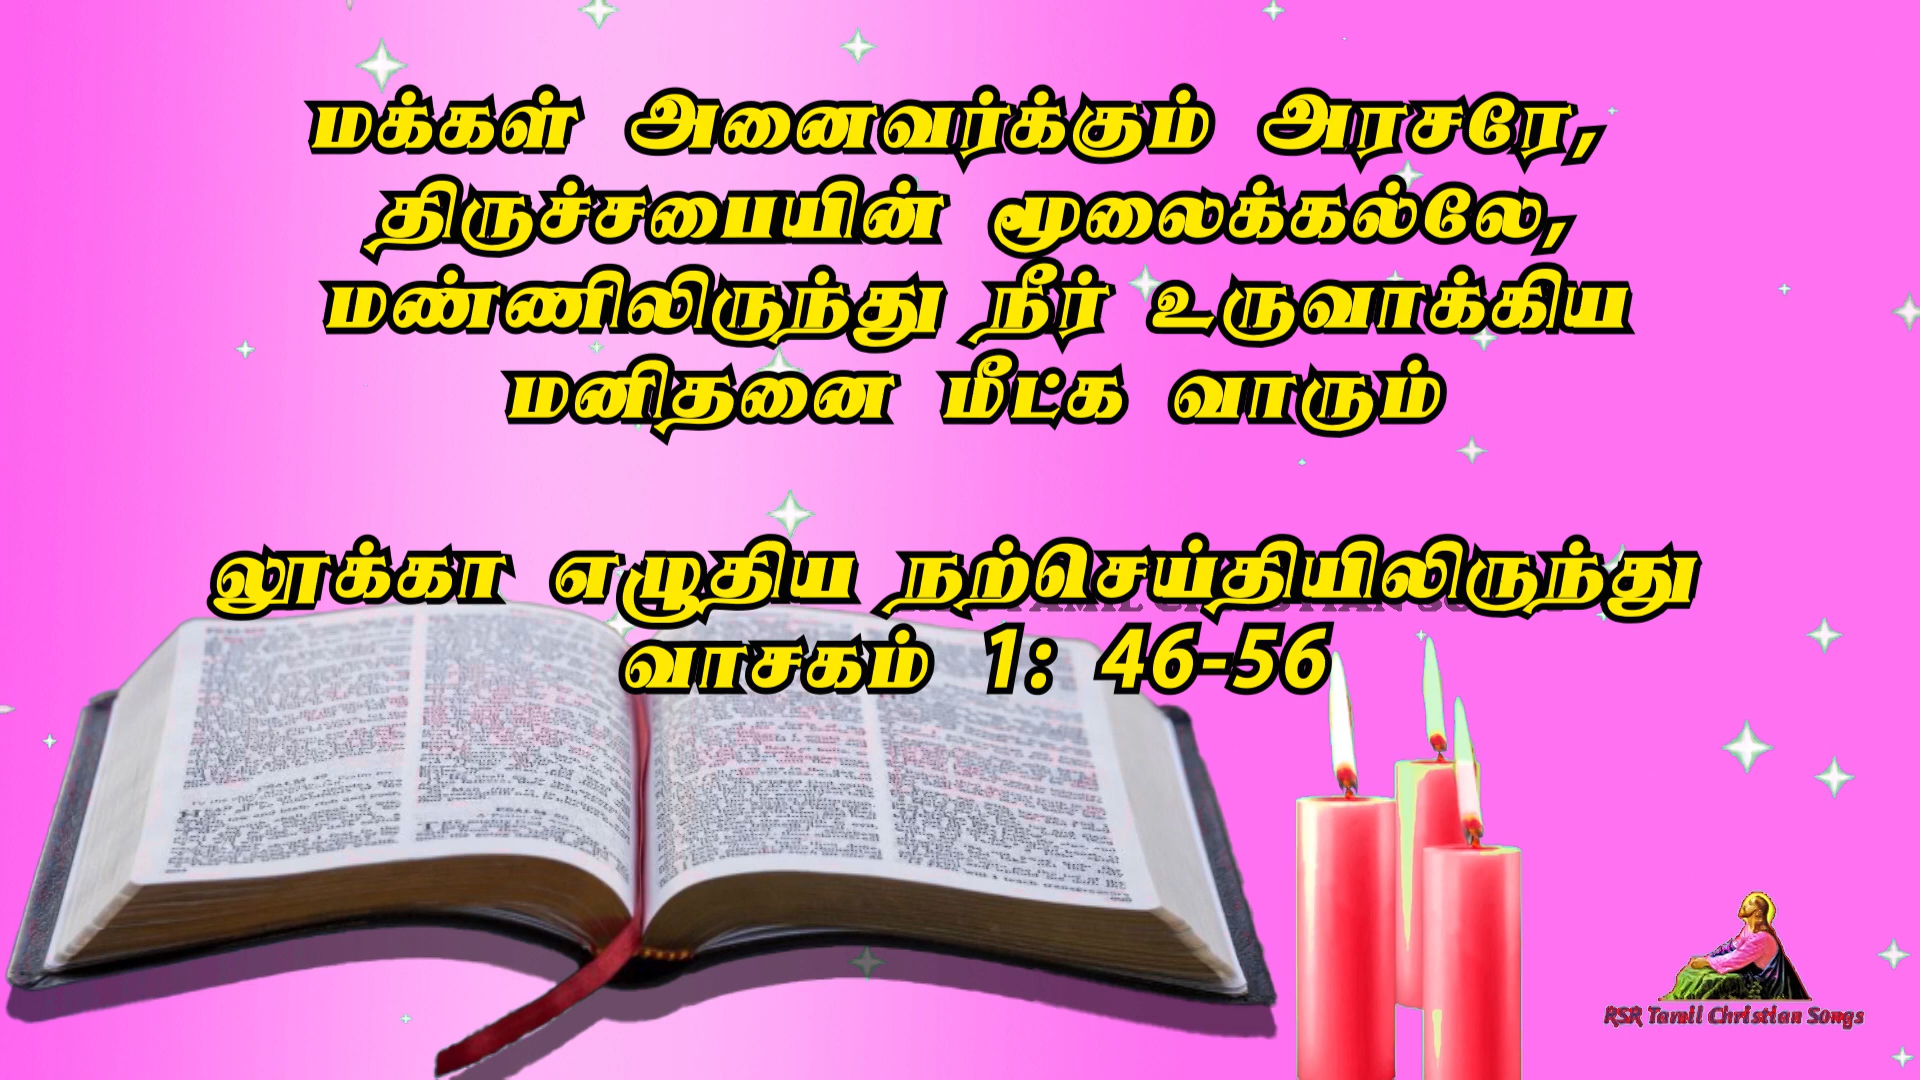 மக்கள் அனைவர்க்கும் அரசரே,
திருச்சபையின் மூலைக்கல்லே,
மண்ணிலிருந்து நீர் உருவாக்கிய
மனிதனை மீட்க வாரும்
லூக்கா எழுதிய நற்செய்தியிலிருந்து
வாசகம் 1: 46-56
RSR Tamil Christian Songs